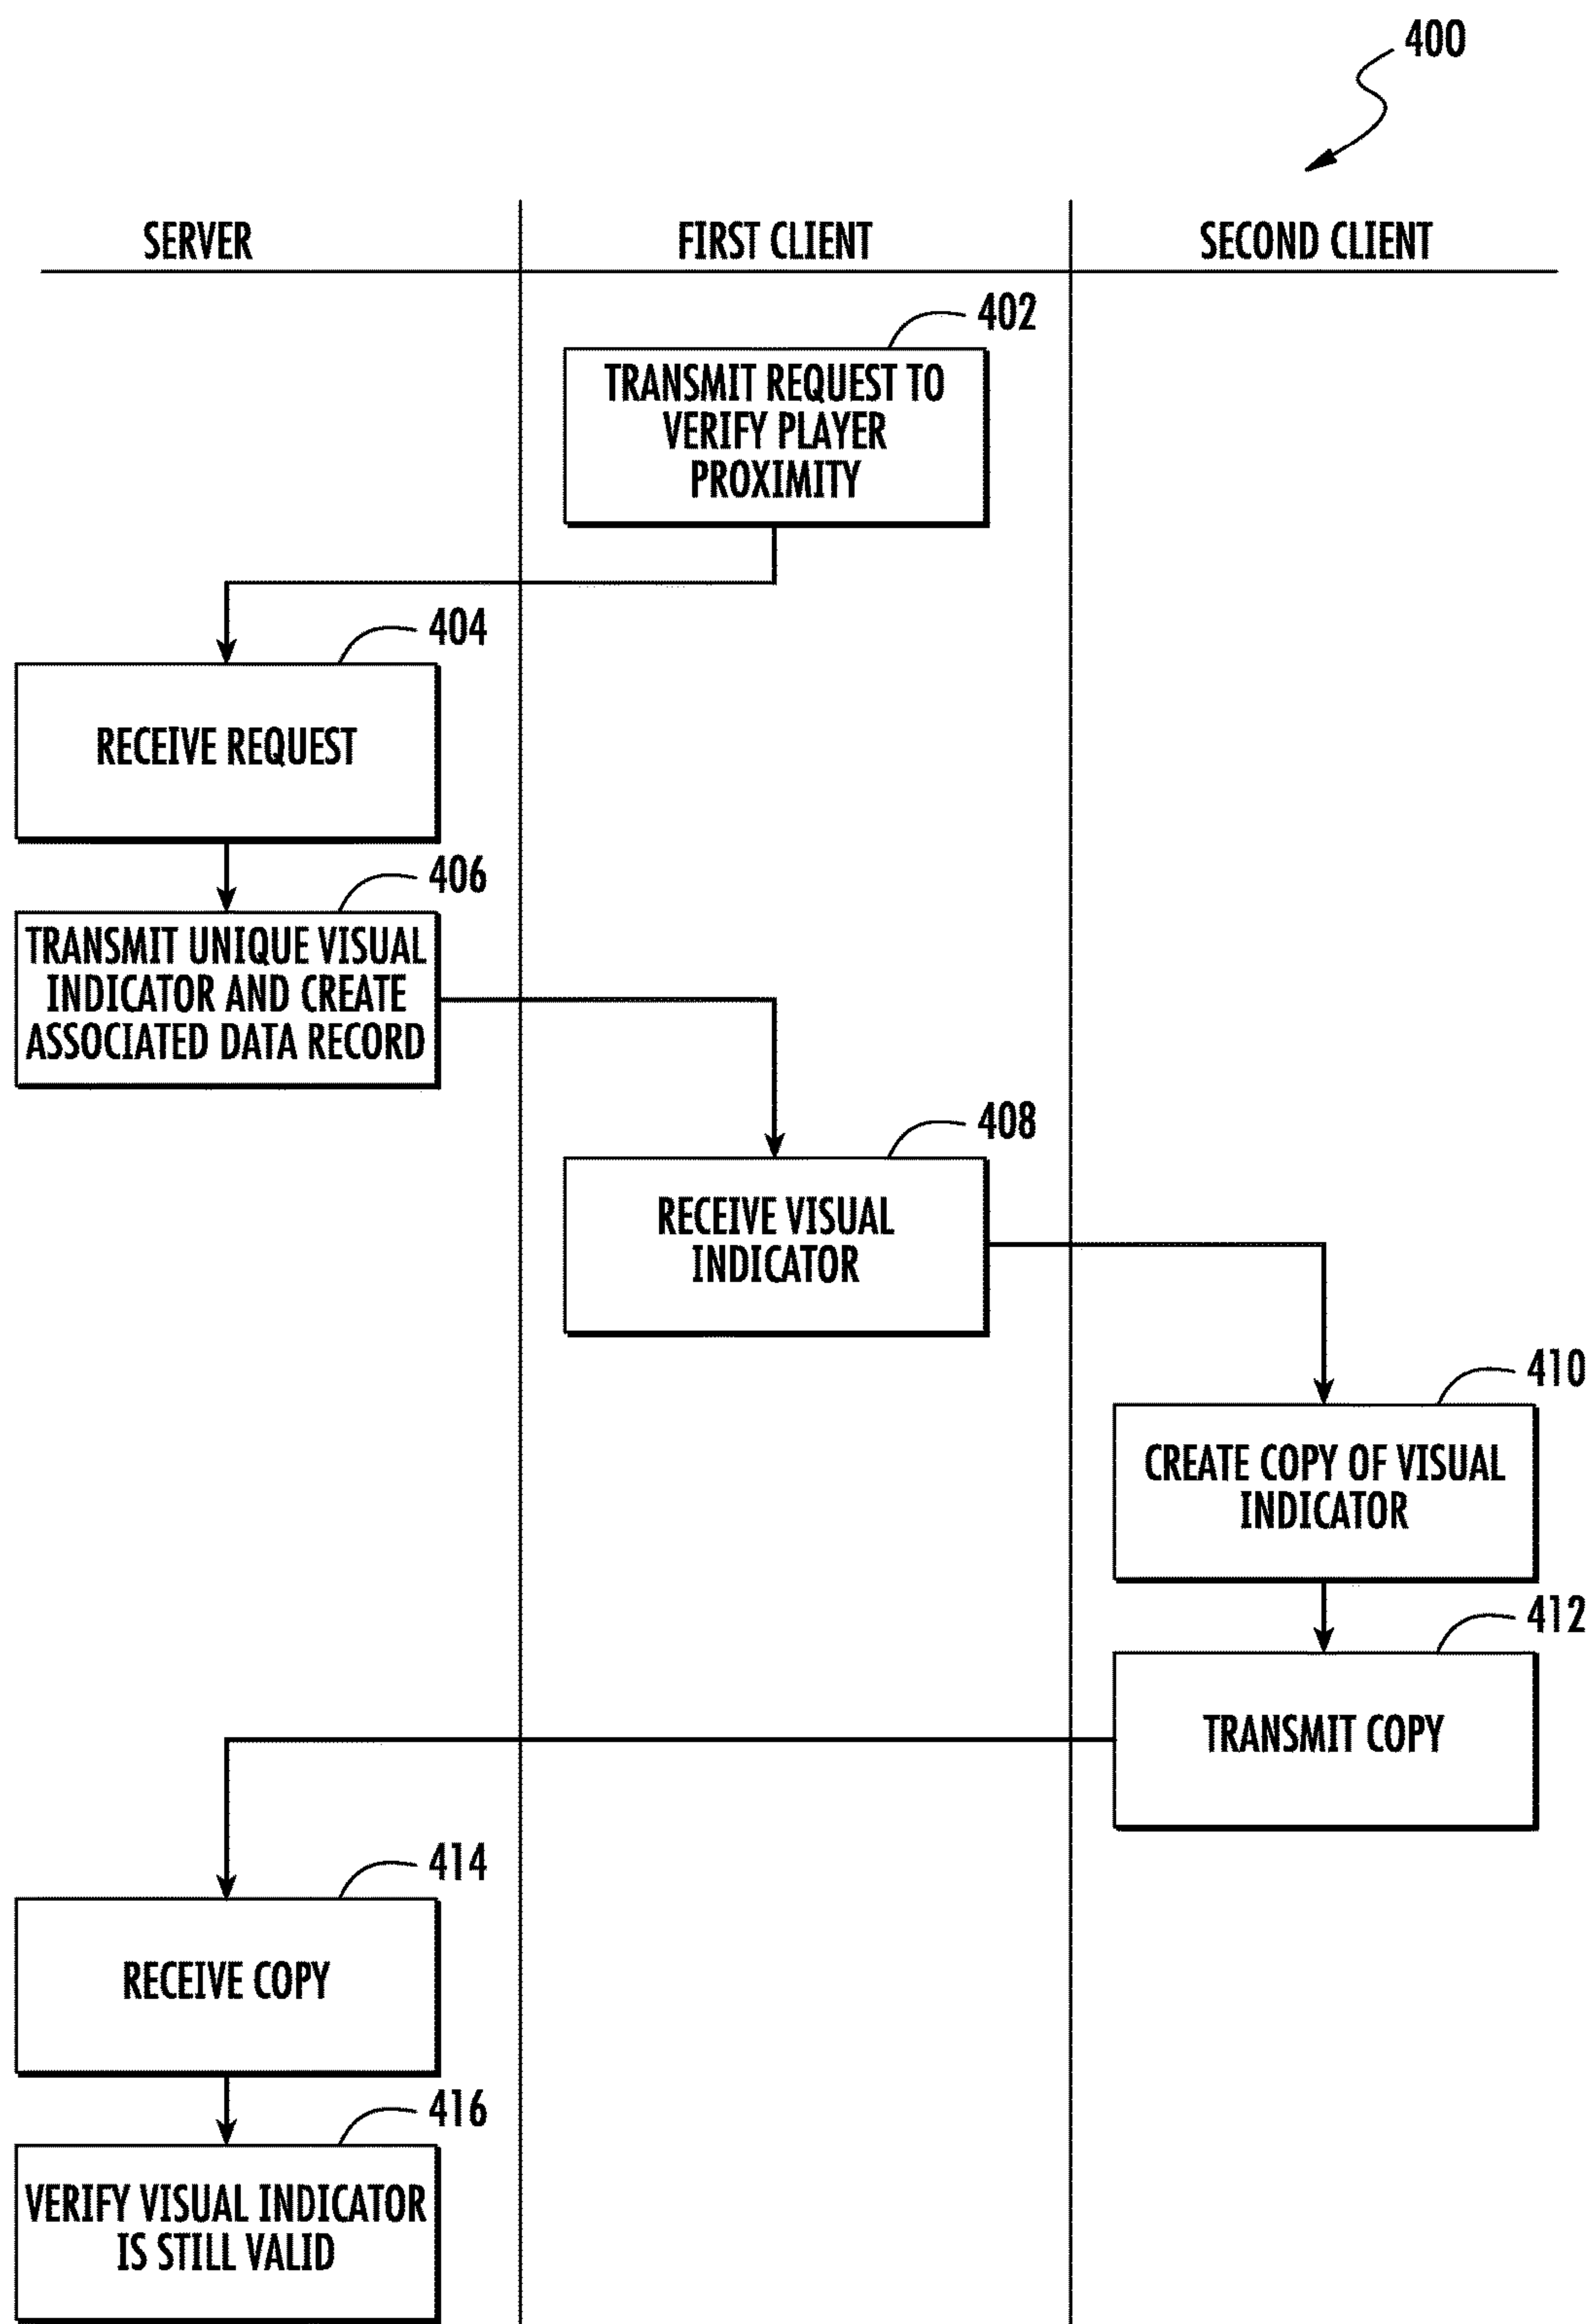 400
SERVER
FIRST CLIENT
SECOND CLIENT
402
TRANSMIT REQUEST TO
VERIFY PLAYER
PROXIMITY
404
RECEIVE REQUEST
406
TRANSMIT UNIQUE VISUAL
INDICATOR AND CREATE
ASSOCIATED DATA RECORD
408
RECEIVE VISUAL
INDICATOR
410
CREATE COPY OF VISUAL
INDICATOR
412
TRANSMIT COPY
414
RECEIVE COPY
416
VERIFY VISUAL INDICATOR
IS STILL VALID